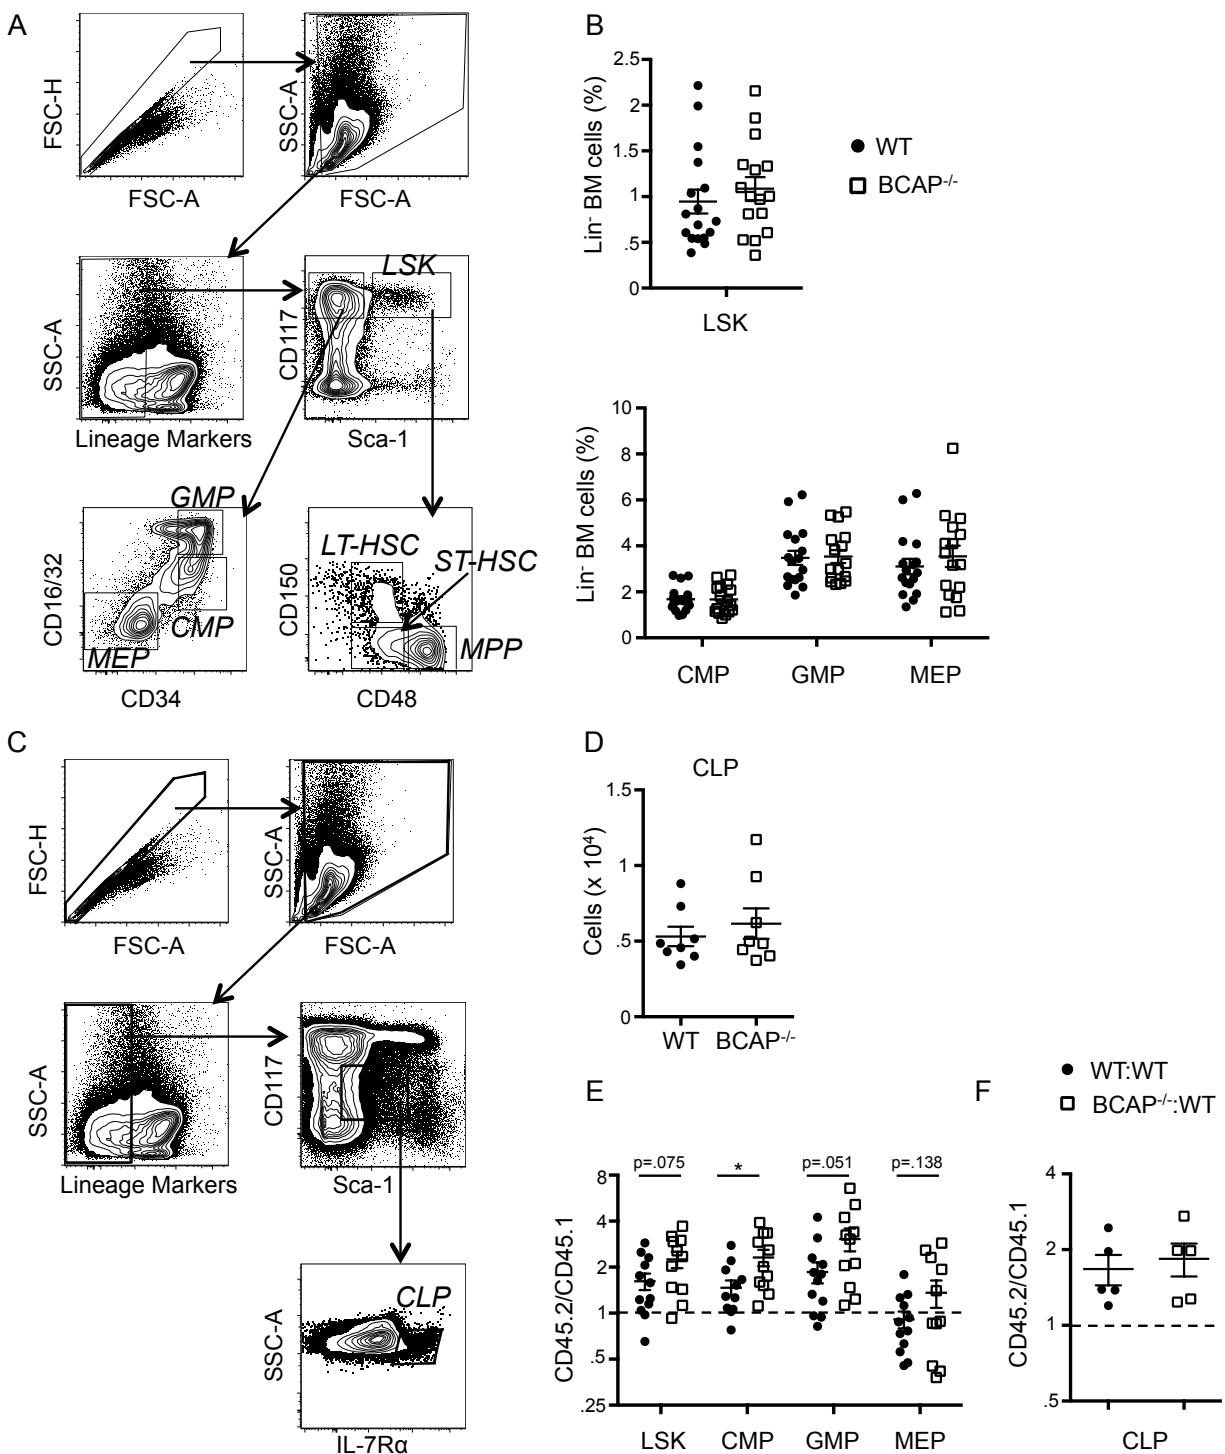 A
FSC-H
FSC-A
SSC-A
FSC-A
SSC-A
Lineage Markers
LSK
CD117
Sca-1
GMP
CD16/32
CMP
MEP
CD34
LT-HSC
ST-HSC
CD150
MPP
CD48
B
2.5
2
1.5
1
.5
0
Lin- BM cells (%)
LSK
WT
BCAP-/-
10
8
6
4
2
0
Lin- BM cells (%)
CMP GMP MEP
C
FSC-H
FSC-A
SSC-A
FSC-A
SSC-A
Lineage Markers
CD117
Sca-1
CLP
SSC-A
IL-7Rα
D
CLP
1.5
1
.5
0
Cells (x 10⁴)
WT BCAP-/-
WT:WT
BCAP-/-:WT
E
p=.075 * p=.051 p=.138
8
4
2
1
.5
.25
CD45.2/CD45.1
LSK CMP GMP MEP
F
4
2
1
.5
CD45.2/CD45.1
CLP